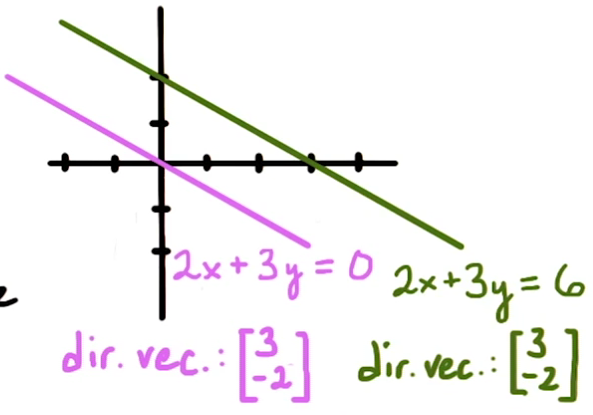 2x + 3y = 0
2x + 3y = 6
dir. vec.: [3 -2]
dir. vec.: [3 -2]